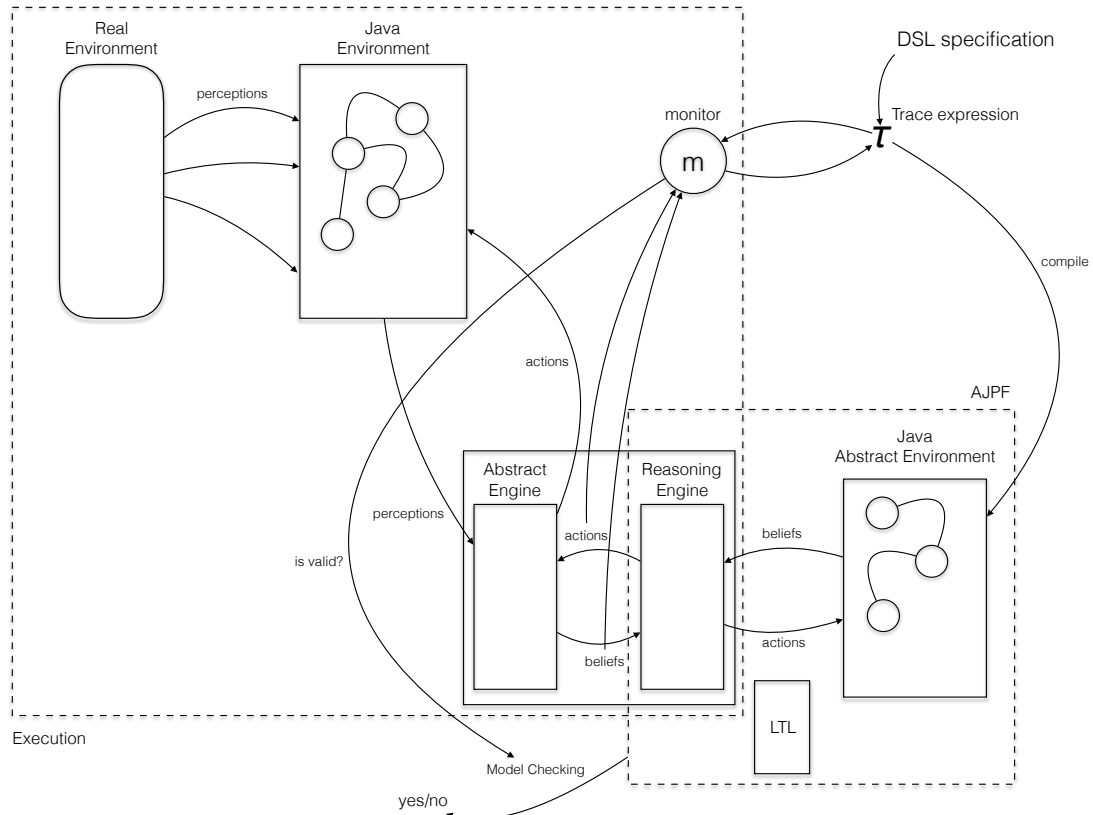 Real
Environment
Java
Environment
DSL specification
perceptions
monitor
Trace expression
τ
m
compile
actions
AJPF
Java
Abstract Environment
Abstract
Engine
Reasoning
Engine
perceptions
actions
beliefs
is valid?
actions
beliefs
LTL
Execution
Model Checking
yes/no